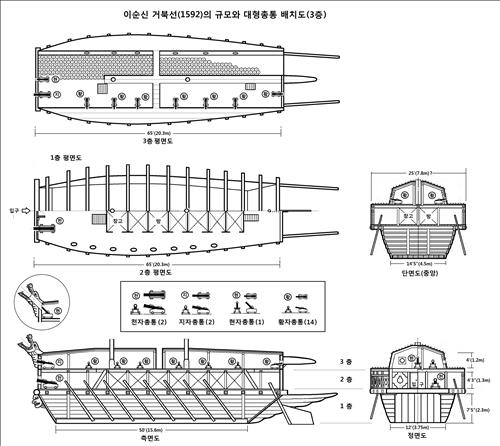 이순신 거북선(1592)의 규모와 대형총통 배치도(3층)
65'(20.3m)
3층 평면도
1층 평면도
입구
창고 방
65'(20.3m)
2층 평면도
25'(7.8m)?
창고 방
14'5"(4.5m)
단면도(중앙)
천자총통(2) 지자총통(2) 현자총통(1) 황자총통(14)
3 층
2 층
1 층
4'(1.2m)
4'3"(1.3m)
7'5"(2.3m)
50'(15.6m)
측면도
12'(3.75m)
정면도